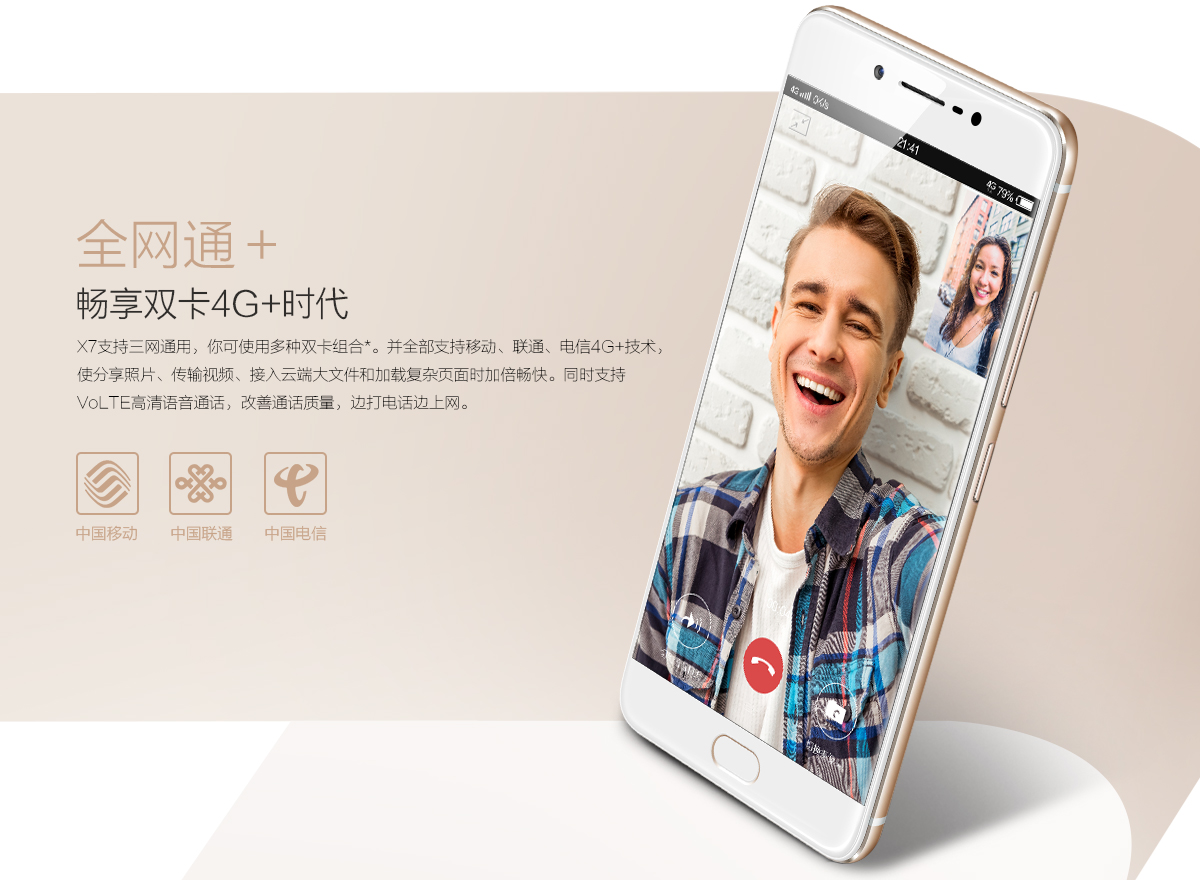 全网通+
畅享双卡4G+时代
X7支持三网通用，你可使用多种双卡组合*。并全部支持移动、联通、电信4G+技术，
使分享照片、传输视频、接入云端大文件和加载复杂页面时加倍畅快。同时支持
VoLTE高清语音通话，改善通话质量，边打电话边上网。
中国移动
中国联通
中国电信
4G
0K/s
21:41
4G 79%